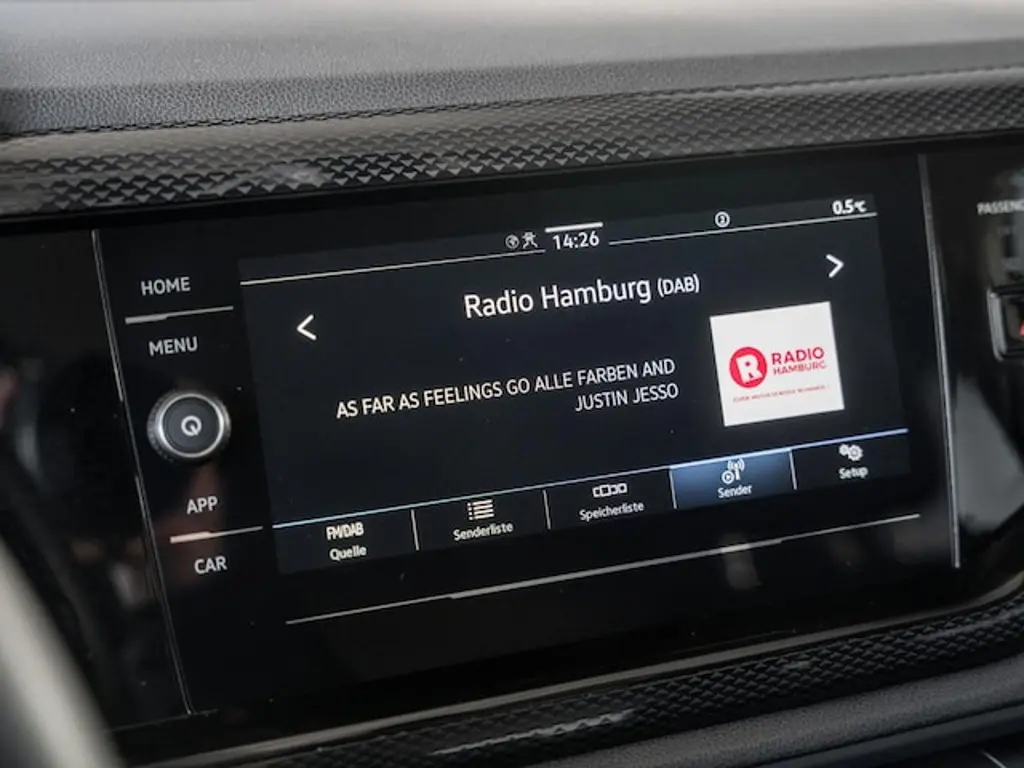 14:26
0.5°C
PASSENG
HOME
MENU
APP
CAR
Radio Hamburg (DAB)
AS FAR AS FEELINGS GO ALLE FARBEN AND
JUSTIN JESSO
R RADIO
HAMBURG
FM/DAB
Quelle
Senderliste
Speicherliste
Sender
Setup